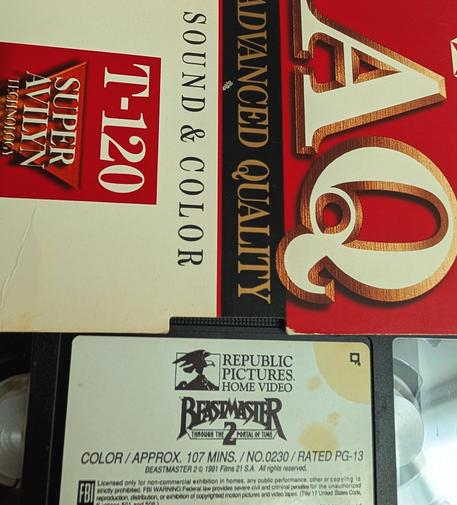 AQ
ADVANCED QUALITY
SOUND & COLOR
T-120
SUPER
AVILYN
TECHNOLOGY
REPUBLIC
PICTURES
HOME VIDEO
BEASTMASTER
2
THROUGH THE PORTAL OF TIME
COLOR / APPROX. 107 MINS. / NO.0230 / RATED PG-13
BEASTMASTER 2 © 1991 Films 21 S.A. All rights reserved.
FBI
Licensed only for non-commercial exhibition in homes, any public performance, other or copying is
strictly prohibited. FBI WARNING: Federal law provides severe civil and criminal penalties for the unauthorized
reproduction, distribution, or exhibition of copyrighted motion pictures and video tapes. (Title 17 United States Code,